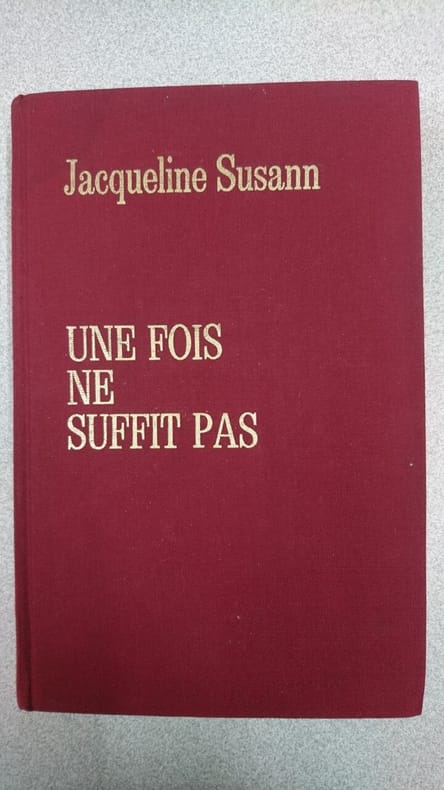 Jacqueline Susann
UNE FOIS
NE
SUFFIT PAS